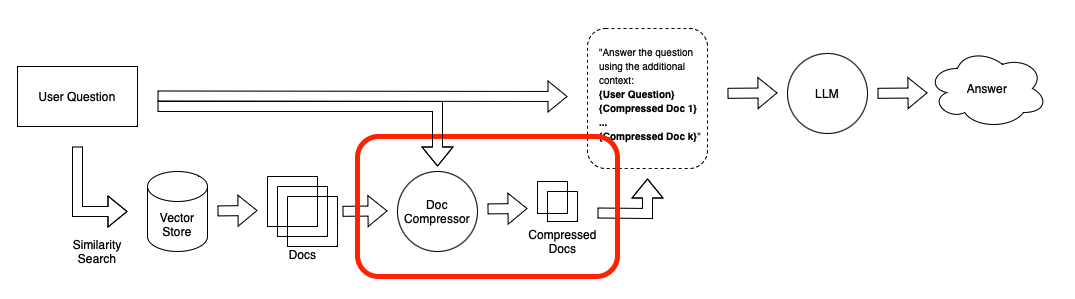 User Question
"Answer the question
using the additional
context:
{User Question}
{Compressed Doc 1}
...
{Compressed Doc k}"
LLM
Answer
Similarity
Search
Vector
Store
Docs
Doc
Compressor
Compressed
Docs